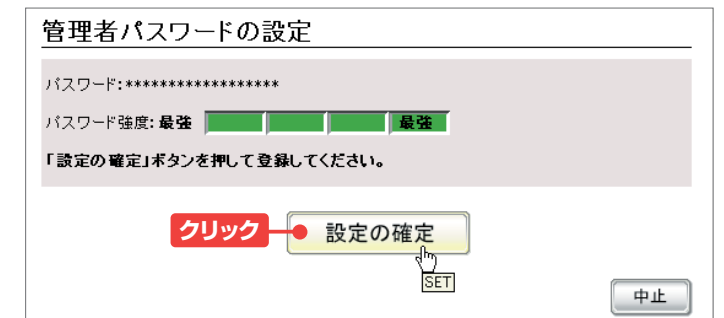 管理者パスワードの設定
パスワード:******************
パスワード強度:最強 最強
「設定の確定」ボタンを押して登録してください。
クリック 設定の確定
SET
中止